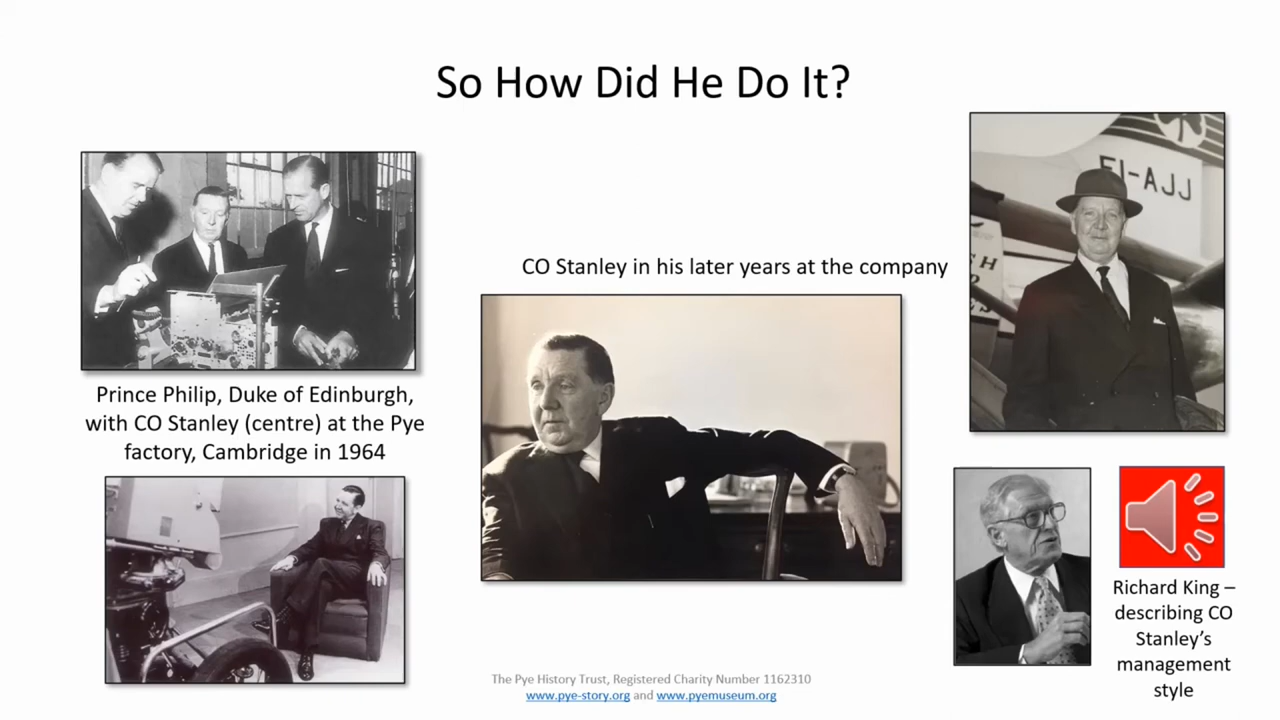 So How Did He Do It?
EI-AJJ
CO Stanley in his later years at the company
Prince Philip, Duke of Edinburgh,
with CO Stanley (centre) at the Pye
factory, Cambridge in 1964
Richard King –
describing CO
Stanley's
management
style
The Pye History Trust, Registered Charity Number 1162310
www.pye-story.org and www.pyemuseum.org